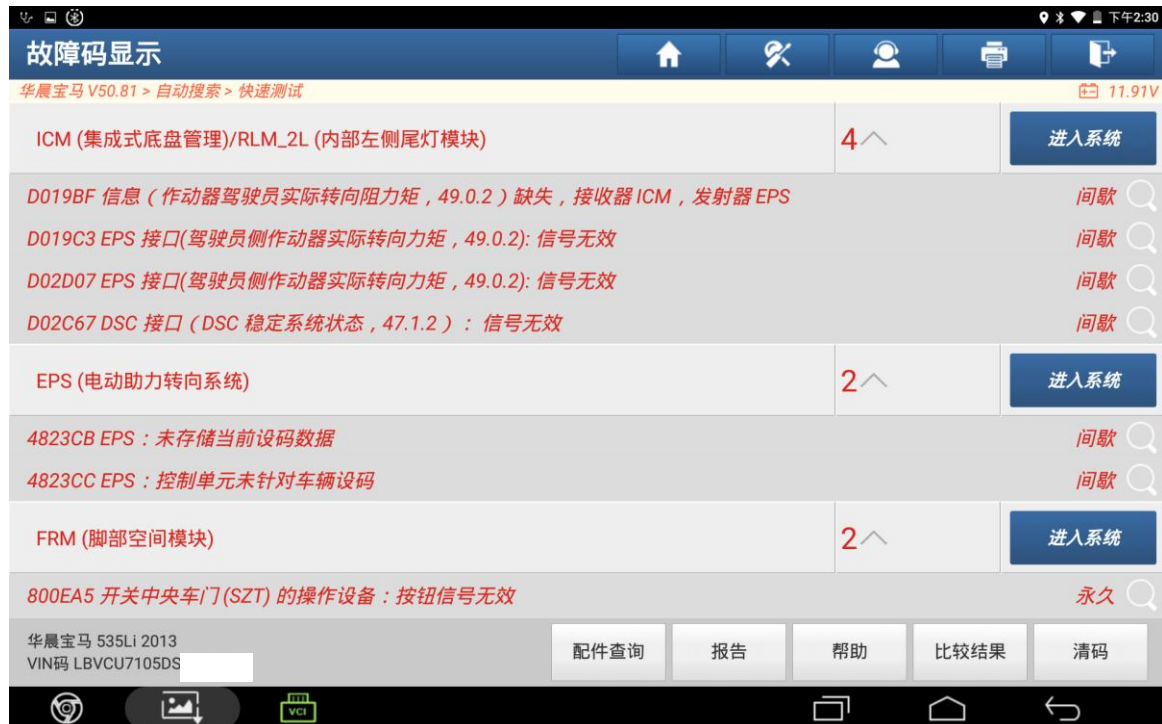 下午2:30
故障码显示
华晨宝马 V50.81 > 自动搜索 > 快速测试
11.91V
ICM (集成式底盘管理)/RLM_2L (内部左侧尾灯模块)
4
进入系统
D019BF 信息（作动器驾驶员实际转向阻力矩，49.0.2）缺失，接收器 ICM，发射器 EPS
间歇
D019C3 EPS 接口(驾驶员侧作动器实际转向力矩，49.0.2): 信号无效
间歇
D02D07 EPS 接口(驾驶员侧作动器实际转向力矩，49.0.2): 信号无效
间歇
D02C67 DSC 接口（DSC 稳定系统状态，47.1.2）：信号无效
间歇
EPS (电动助力转向系统)
2
进入系统
4823CB EPS：未存储当前设码数据
间歇
4823CC EPS：控制单元未针对车辆设码
间歇
FRM (脚部空间模块)
2
进入系统
800EA5 开关中央车门 (SZT) 的操作设备：按钮信号无效
永久
华晨宝马 535Li 2013
VIN码 LBVCU7105DS
配件查询
报告
帮助
比较结果
清码
VCI